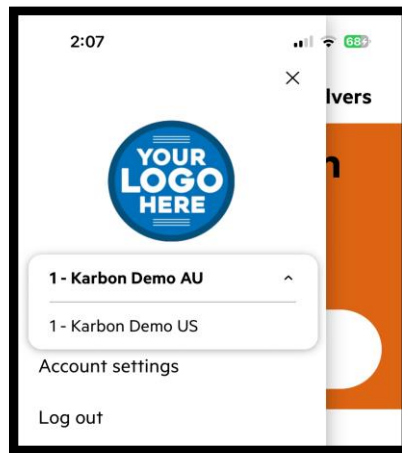 2:07
68
lvers
n
YOUR
LOGO
HERE
1 - Karbon Demo AU
1 - Karbon Demo US
Account settings
Log out